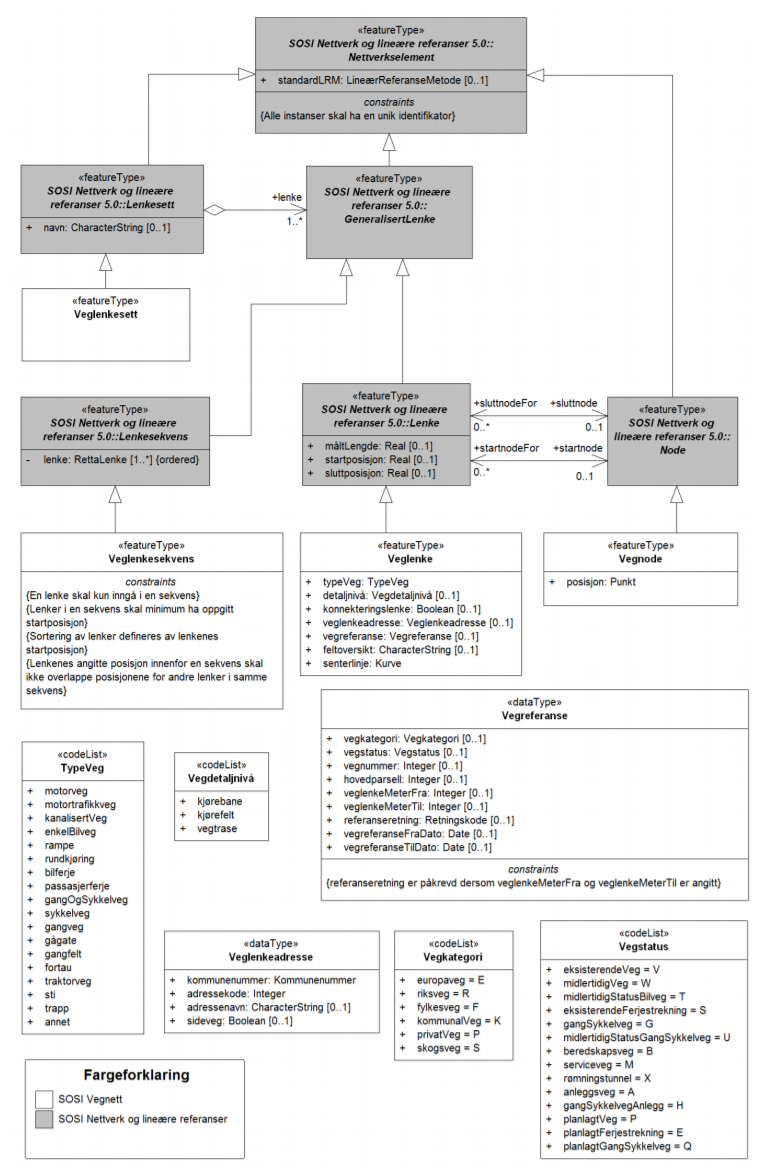 «featureType»
SOSI Nettverk og lineære referanser 5.0::
Nettverkselement
+ standardLRM: LineærReferanseMetode [0..1]
constraints
{Alle instanser skal ha en unik identifikator}
«featureType»
SOSI Nettverk og lineære
referanser 5.0::Lenkesett
+ navn: CharacterString [0..1]
+lenke
1..*
«featureType»
SOSI Nettverk og lineære
referanser 5.0::
GeneralisertLenke
«featureType»
Veglenkesett
«featureType»
SOSI Nettverk og lineære
referanser 5.0::Lenkesekvens
- lenke: RettaLenke [1..*] {ordered}
«featureType»
SOSI Nettverk og lineære
referanser 5.0::Lenke
+ måltLengde: Real [0..1]
+ startposisjon: Real [0..1]
+ sluttposisjon: Real [0..1]
+sluttnodeFor +sluttnode
0..* 0..1
+startnodeFor +startnode
0..* 0..1
«featureType»
SOSI Nettverk og
lineære referanser 5.0::
Node
«featureType»
Veglenkesekvens
constraints
{En lenke skal kun inngå i en sekvens}
{Lenker i en sekvens skal minimum ha oppgitt
startposisjon}
{Sortering av lenker defineres av lenkenes
startposisjon}
{Lenkenes angitte posisjon innenfor en sekvens skal
ikke overlappe posisjonene for andre lenker i samme
sekvens}
«featureType»
Veglenke
+ typeVeg: TypeVeg
+ detaljnivå: Vegdetaljnivå [0..1]
+ konnekteringslenke: Boolean [0..1]
+ veglenkeadresse: Veglenkeadresse [0..1]
+ vegreferanse: Vegreferanse [0..1]
+ feltoversikt: CharacterString [0..1]
+ senterlinje: Kurve
«featureType»
Vegnode
+ posisjon: Punkt
«dataType»
Vegreferanse
+ vegkategori: Vegkategori [0..1]
+ vegstatus: Vegstatus [0..1]
+ vegnummer: Integer [0..1]
+ hovedparsell: Integer [0..1]
+ veglenkeMeterFra: Integer [0..1]
+ veglenkeMeterTil: Integer [0..1]
+ referanseretning: Retningskode [0..1]
+ vegreferanseFraDato: Date [0..1]
+ vegreferanseTilDato: Date [0..1]
constraints
{referanseretning er påkrevd dersom veglenkeMeterFra og veglenkeMeterTil er angitt}
«codeList»
TypeVeg
+ motorveg
+ motortrafikkveg
+ kanalisertVeg
+ enkelBilveg
+ rampe
+ rundkjøring
+ bilferje
+ passasjerferje
+ gangOgSykkelveg
+ sykkelveg
+ gangveg
+ gågate
+ gangfelt
+ fortau
+ traktorveg
+ sti
+ trapp
+ annet
«codeList»
Vegdetaljnivå
+ kjørebane
+ kjørefelt
+ vegtrase
«dataType»
Veglenkeadresse
+ kommunenummer: Kommunenummer
+ adressekode: Integer
+ adressenavn: CharacterString [0..1]
+ sideveg: Boolean [0..1]
«codeList»
Vegkategori
+ europaveg = E
+ riksveg = R
+ fylkesveg = F
+ kommunalVeg = K
+ privatVeg = P
+ skogsveg = S
«codeList»
Vegstatus
+ eksisterendeVeg = V
+ midlertidigVeg = W
+ midlertidigStatusBilveg = T
+ eksisterendeFerjestrekning = S
+ gangSykkelveg = G
+ midlertidigStatusGangSykkelveg = U
+ beredskapsveg = B
+ serviceveg = M
+ rømningstunnel = X
+ anleggsveg = A
+ gangSykkelvegAnlegg = H
+ planlagtVeg = P
+ planlagtFerjestrekning = E
+ planlagtGangSykkelveg = Q
Fargeforklaring
SOSI Vegnett
SOSI Nettverk og lineære referanser